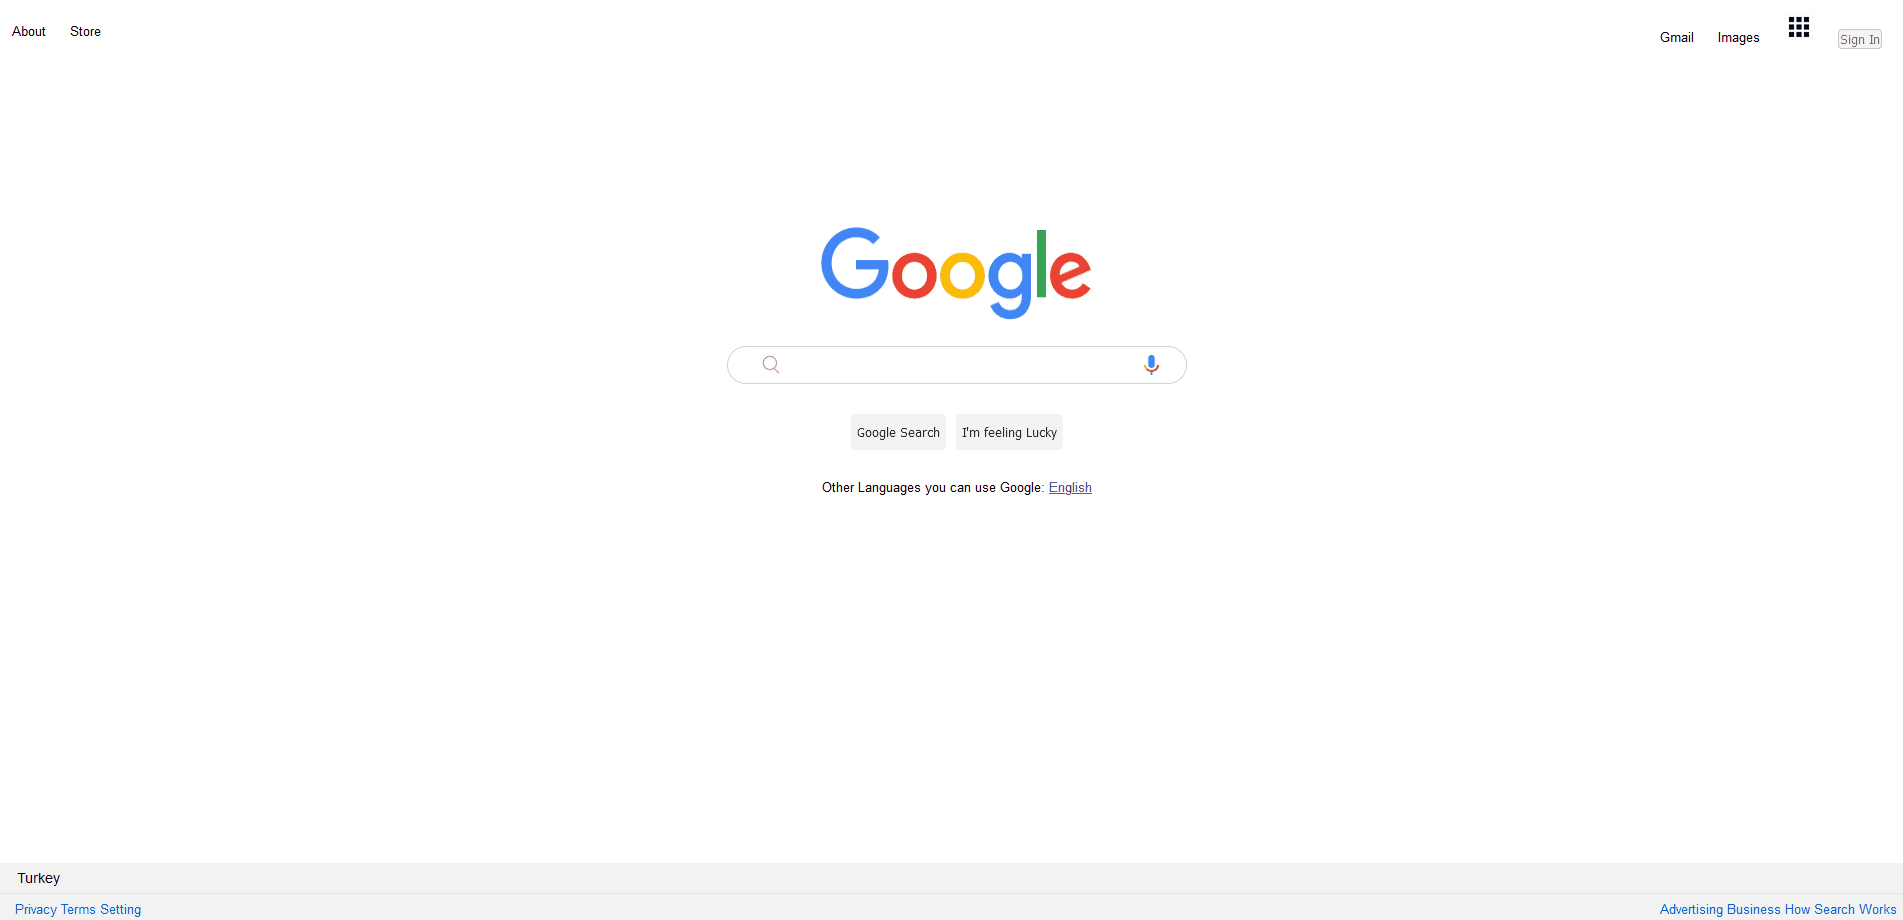 About Store
Gmail Images Sign In
Google
Google Search I'm feeling Lucky
Other Languages you can use Google: English
Turkey
Privacy Terms Setting
Advertising Business How Search Works